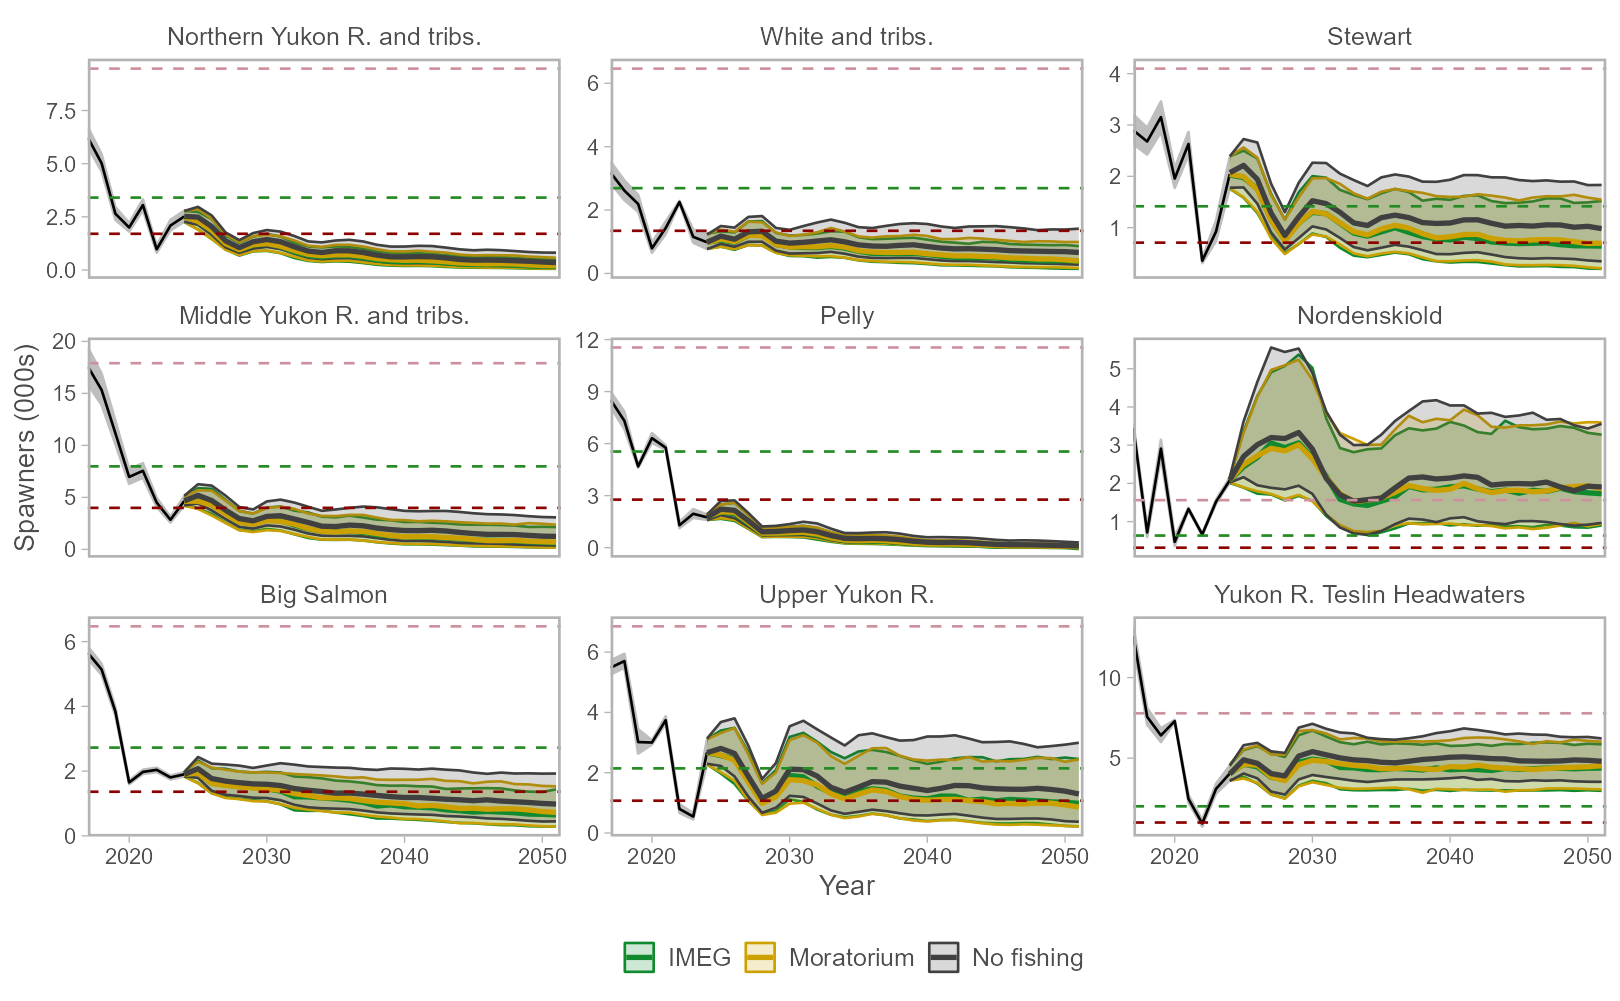 Northern Yukon R. and tribs.
White and tribs.
Stewart
7.5
5.0
2.5
0.0
6
4
2
0
4
3
2
1
Middle Yukon R. and tribs.
Pelly
Nordenskiold
20
15
10
5
0
12
9
6
3
0
5
4
3
2
1
Spawners (000s)
Big Salmon
Upper Yukon R.
Yukon R. Teslin Headwaters
6
4
2
0
6
4
2
0
10
5
2020 2030 2040 2050
2020 2030 2040 2050
2020 2030 2040 2050
Year
IMEG Moratorium No fishing